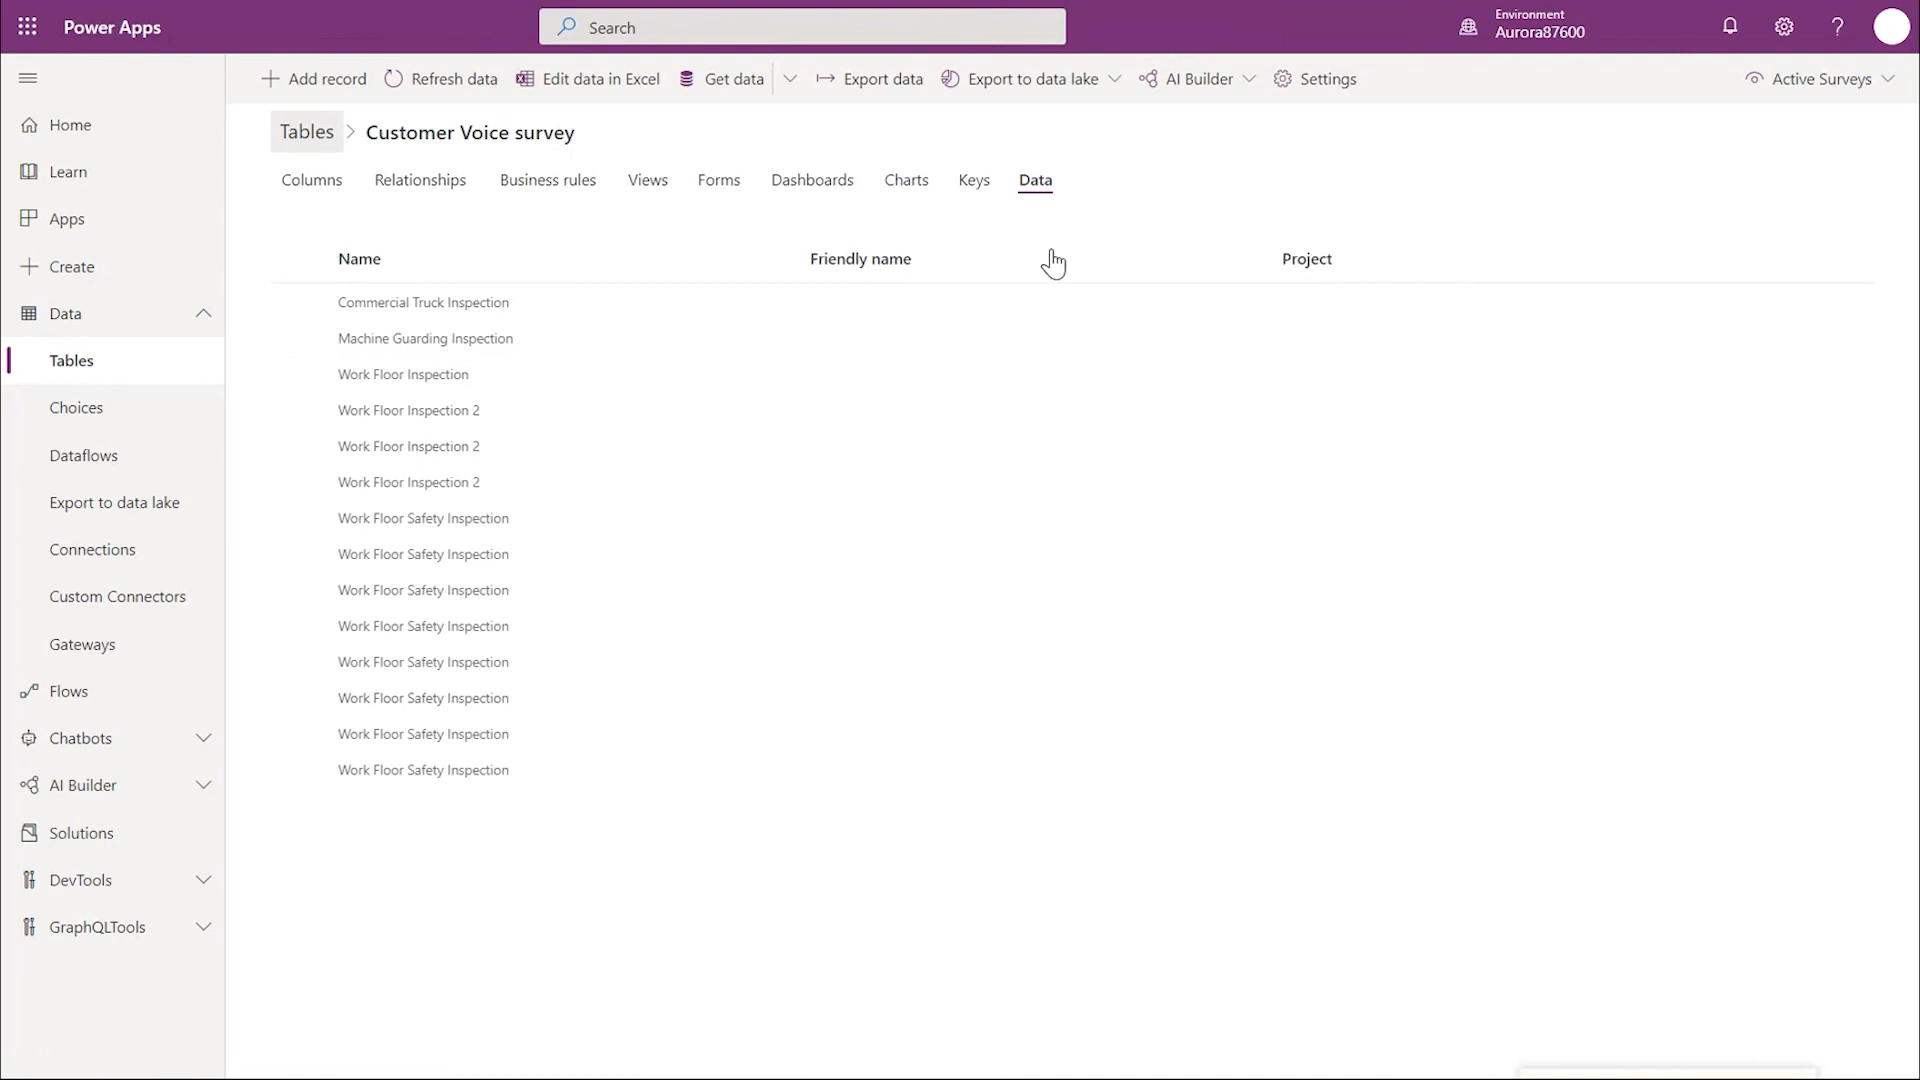 Power Apps
Search
Environment
Aurora87600
?
Add record
Refresh data
Edit data in Excel
Get data
Export data
Export to data lake
AI Builder
Settings
Active Surveys
Home
Learn
Apps
Create
Data
Tables
Choices
Dataflows
Export to data lake
Connections
Custom Connectors
Gateways
Flows
Chatbots
AI Builder
Solutions
DevTools
GraphQLTools
Tables > Customer Voice survey
Columns Relationships Business rules Views Forms Dashboards Charts Keys Data
Name Friendly name Project
Commercial Truck Inspection
Machine Guarding Inspection
Work Floor Inspection
Work Floor Inspection 2
Work Floor Inspection 2
Work Floor Inspection 2
Work Floor Safety Inspection
Work Floor Safety Inspection
Work Floor Safety Inspection
Work Floor Safety Inspection
Work Floor Safety Inspection
Work Floor Safety Inspection
Work Floor Safety Inspection
Work Floor Safety Inspection